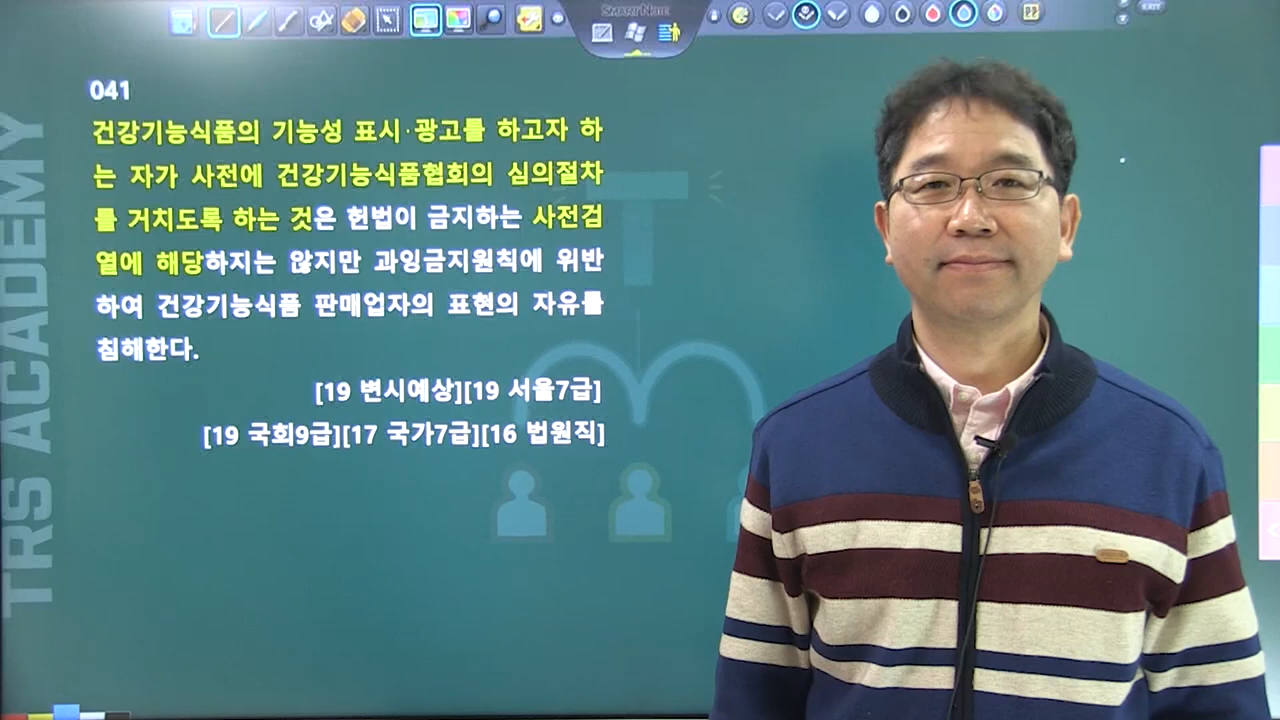 SMARTNOTE
EXIT
041
건강기능식품의 기능성 표시·광고를 하고자 하
는 자가 사전에 건강기능식품협회의 심의절차
를 거치도록 하는 것은 헌법이 금지하는 사전검
열에 해당하지는 않지만 과잉금지원칙에 위반
하여 건강기능식품 판매업자의 표현의 자유를
침해한다.
[19 변시예상][19 서울7급]
[19 국회9급][17 국가7급][16 법원직]
TRS ACADEMY